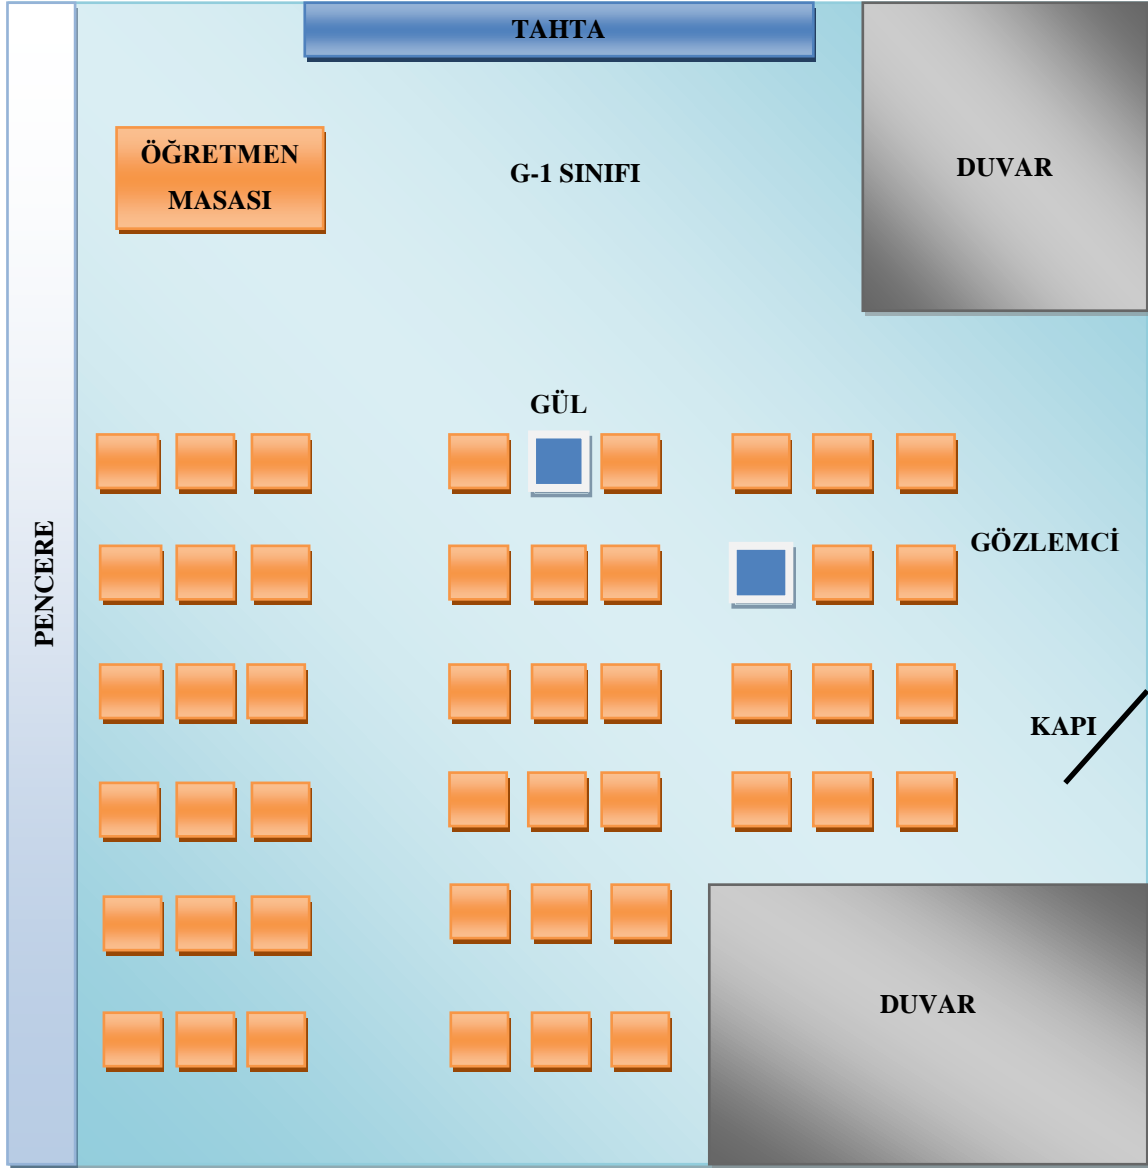 TAHTA
ÖĞRETMEN
MASASI
G-1 SINIFI
DUVAR
GÜL
PENCERE
GÖZLEMCİ
KAPI
DUVAR